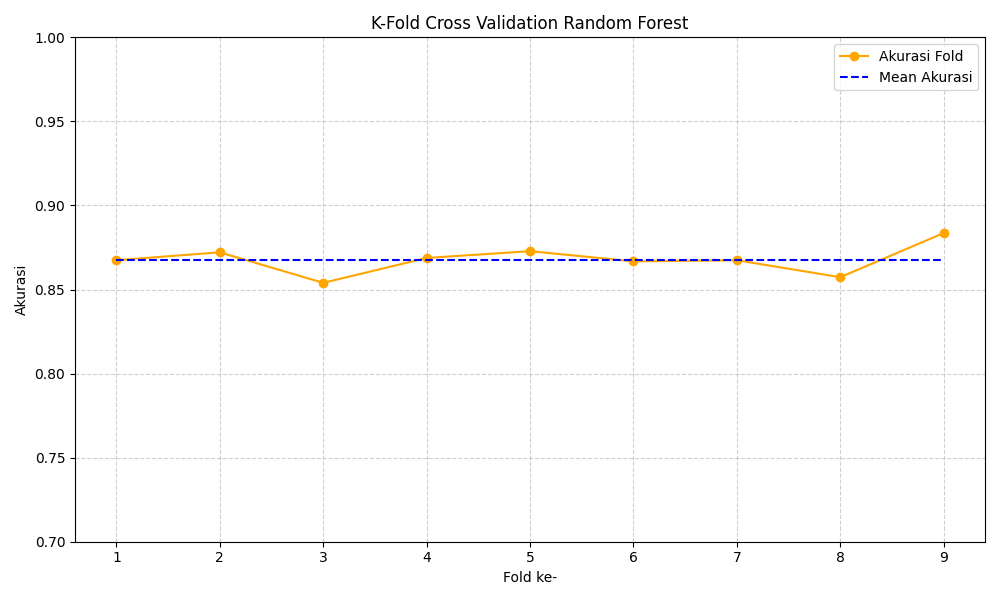 K-Fold Cross Validation Random Forest
Akurasi Fold
Mean Akurasi
Akurasi
1.00
0.95
0.90
0.85
0.80
0.75
0.70
1 2 3 4 5 6 7 8 9
Fold ke-